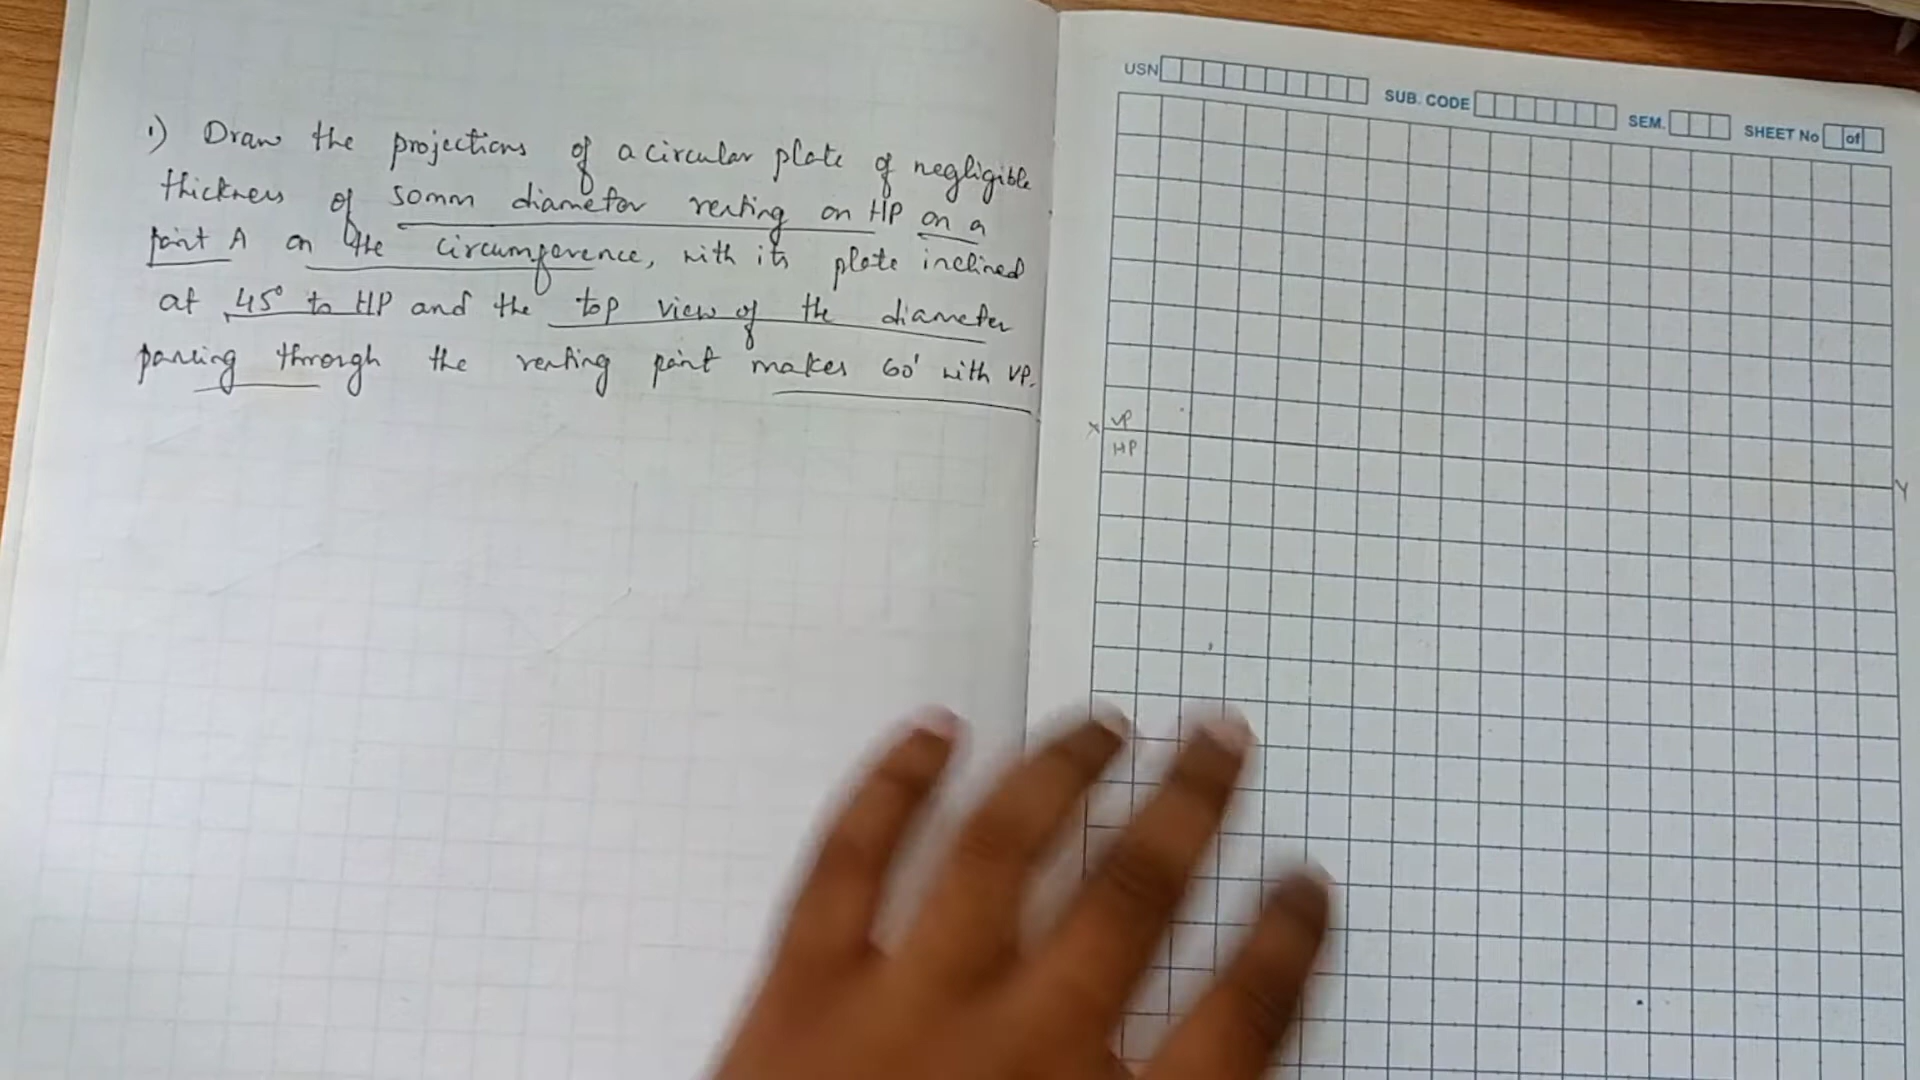 1) Draw the projections of a circular plate of negligible
thickness of 50mm diameter resting on HP on a
point A on the circumference, with its plate inclined
at 45° to HP and the top view of the diameter
passing through the resting point makes 60° with VP.
USN
SUB. CODE
SEM.
SHEET No of
VP
X
HP
Y